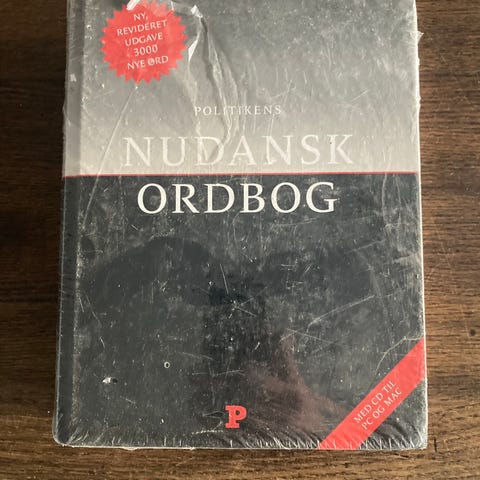 NY,
REVIDERET
UDGAVE
3000
NYE ORD
POLITIKENS
NUDANSK
ORDBOG
MED CD TIL
PC OG MAC
P